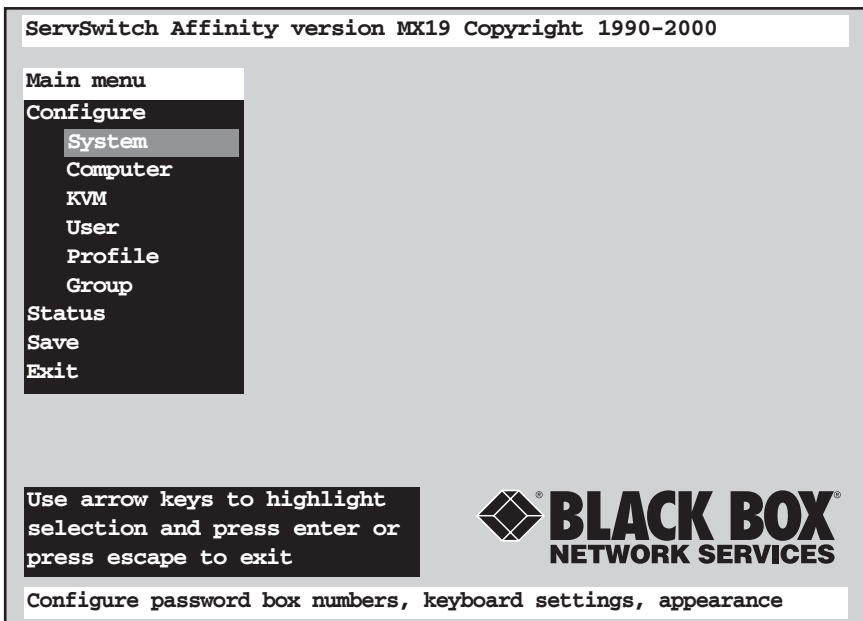 ServSwitch Affinity version MX19 Copyright 1990-2000
Main menu
Configure
System
Computer
KVM
User
Profile
Group
Status
Save
Exit
Use arrow keys to highlight
selection and press enter or
press escape to exit
® BLACK BOX®
NETWORK SERVICES
Configure password box numbers, keyboard settings, appearance